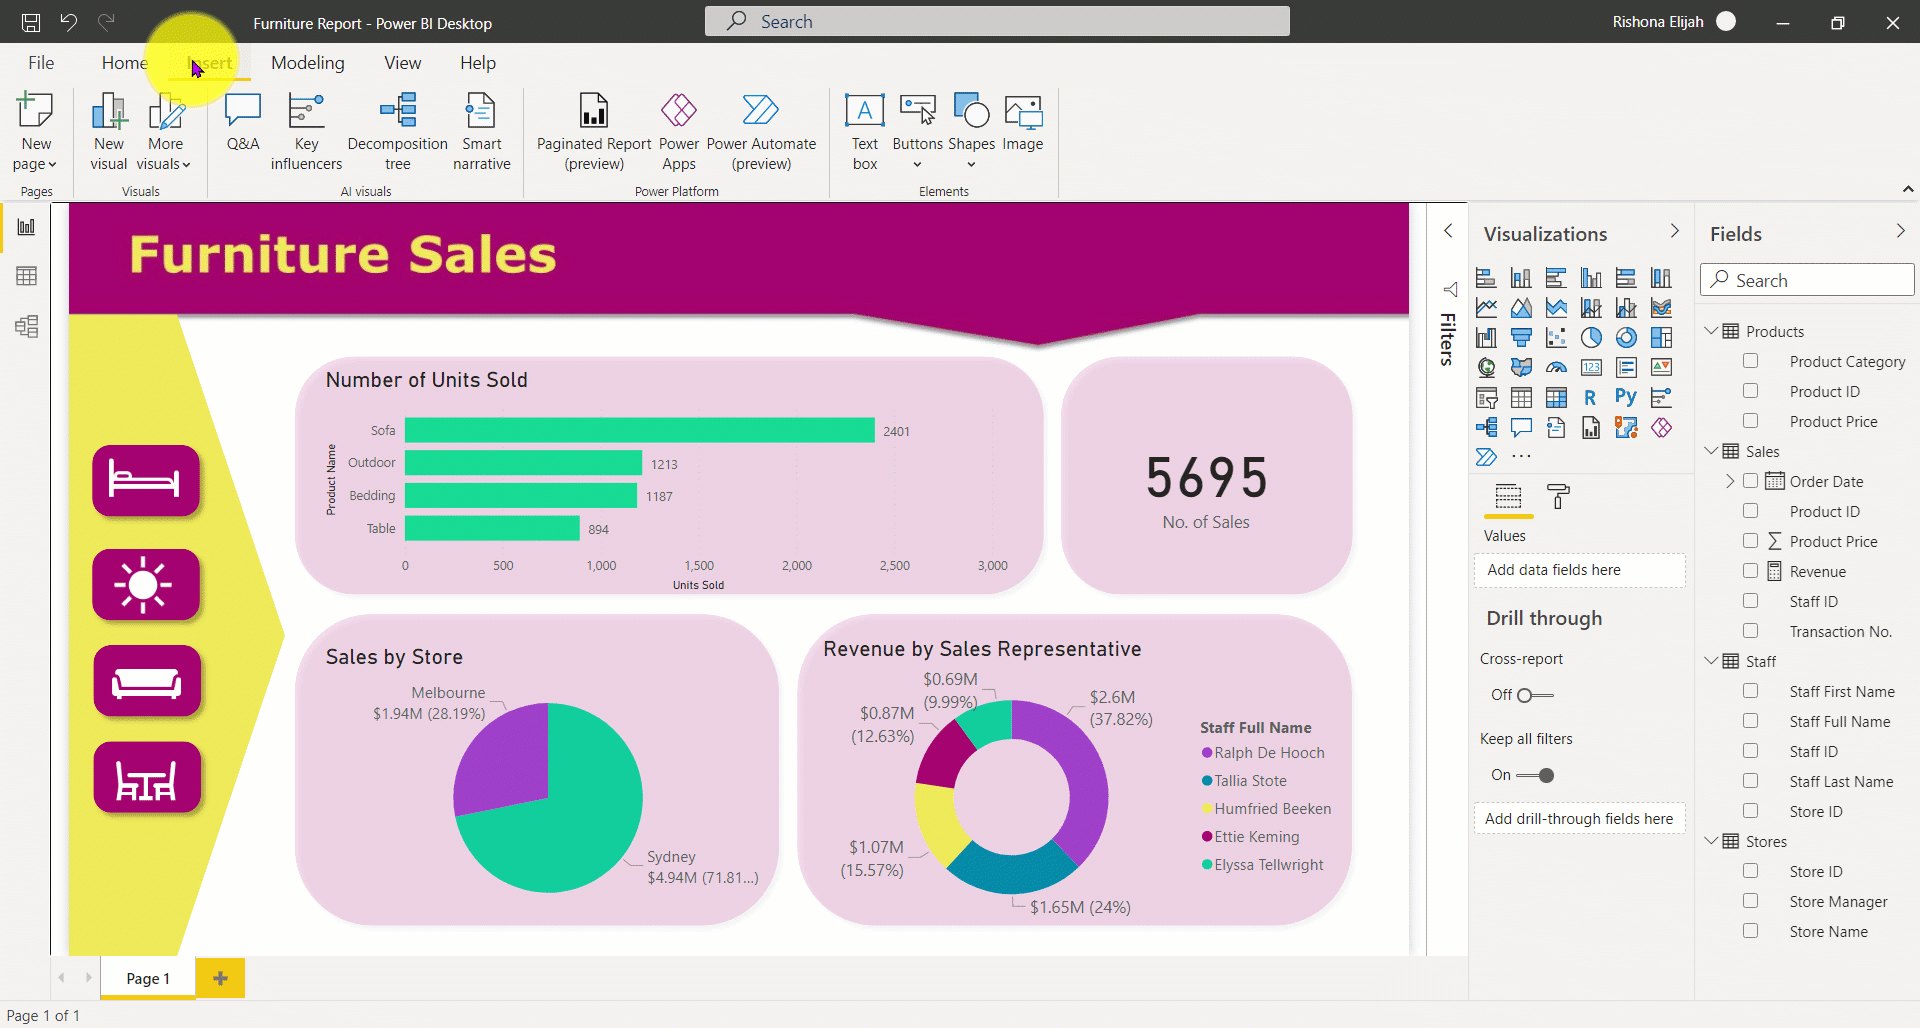 Furniture Report - Power BI Desktop
Search
Rishona Elijah
File
Home
Insert
Modeling
View
Help
New page
New visual
More visuals
Q&A
Key influencers
Decomposition tree
Smart narrative
Paginated Report (preview)
Power Apps
Power Automate (preview)
Text box
Buttons
Shapes
Image
Pages
Visuals
AI visuals
Power Platform
Elements
Furniture Sales
Number of Units Sold
Product Name
Sofa 2401
Outdoor 1213
Bedding 1187
Table 894
0 500 1,000 1,500 2,000 2,500 3,000
Units Sold
5695
No. of Sales
Sales by Store
Melbourne
$1.94M (28.19%)
Sydney
$4.94M (71.81...)
Revenue by Sales Representative
$0.69M
(9.99%)
$2.6M
(37.82%)
$0.87M
(12.63%)
$1.07M
(15.57%)
$1.65M (24%)
Staff Full Name
Ralph De Hooch
Tallia Stote
Humfried Beeken
Ettie Keming
Elyssa Tellwright
Filters
Visualizations
123
R
Py
...
Values
Add data fields here
Drill through
Cross-report
Off
Keep all filters
On
Add drill-through fields here
Fields
Search
Products
Product Category
Product ID
Product Price
Sales
Order Date
Product ID
Product Price
Revenue
Staff ID
Transaction No.
Staff
Staff First Name
Staff Full Name
Staff ID
Staff Last Name
Store ID
Stores
Store ID
Store Manager
Store Name
Page 1
Page 1 of 1